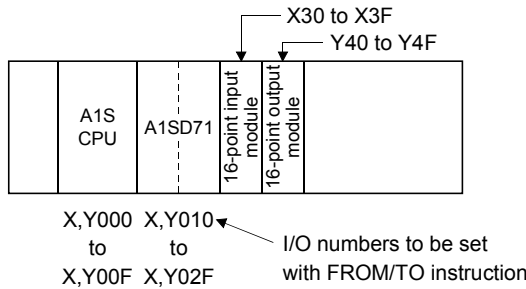 X30 to X3F
Y40 to Y4F
A1S
CPU
A1SD71
16-point input
module
16-point output
module
X,Y000
to
X,Y00F
X,Y010
to
X,Y02F
I/O numbers to be set
with FROM/TO instruction